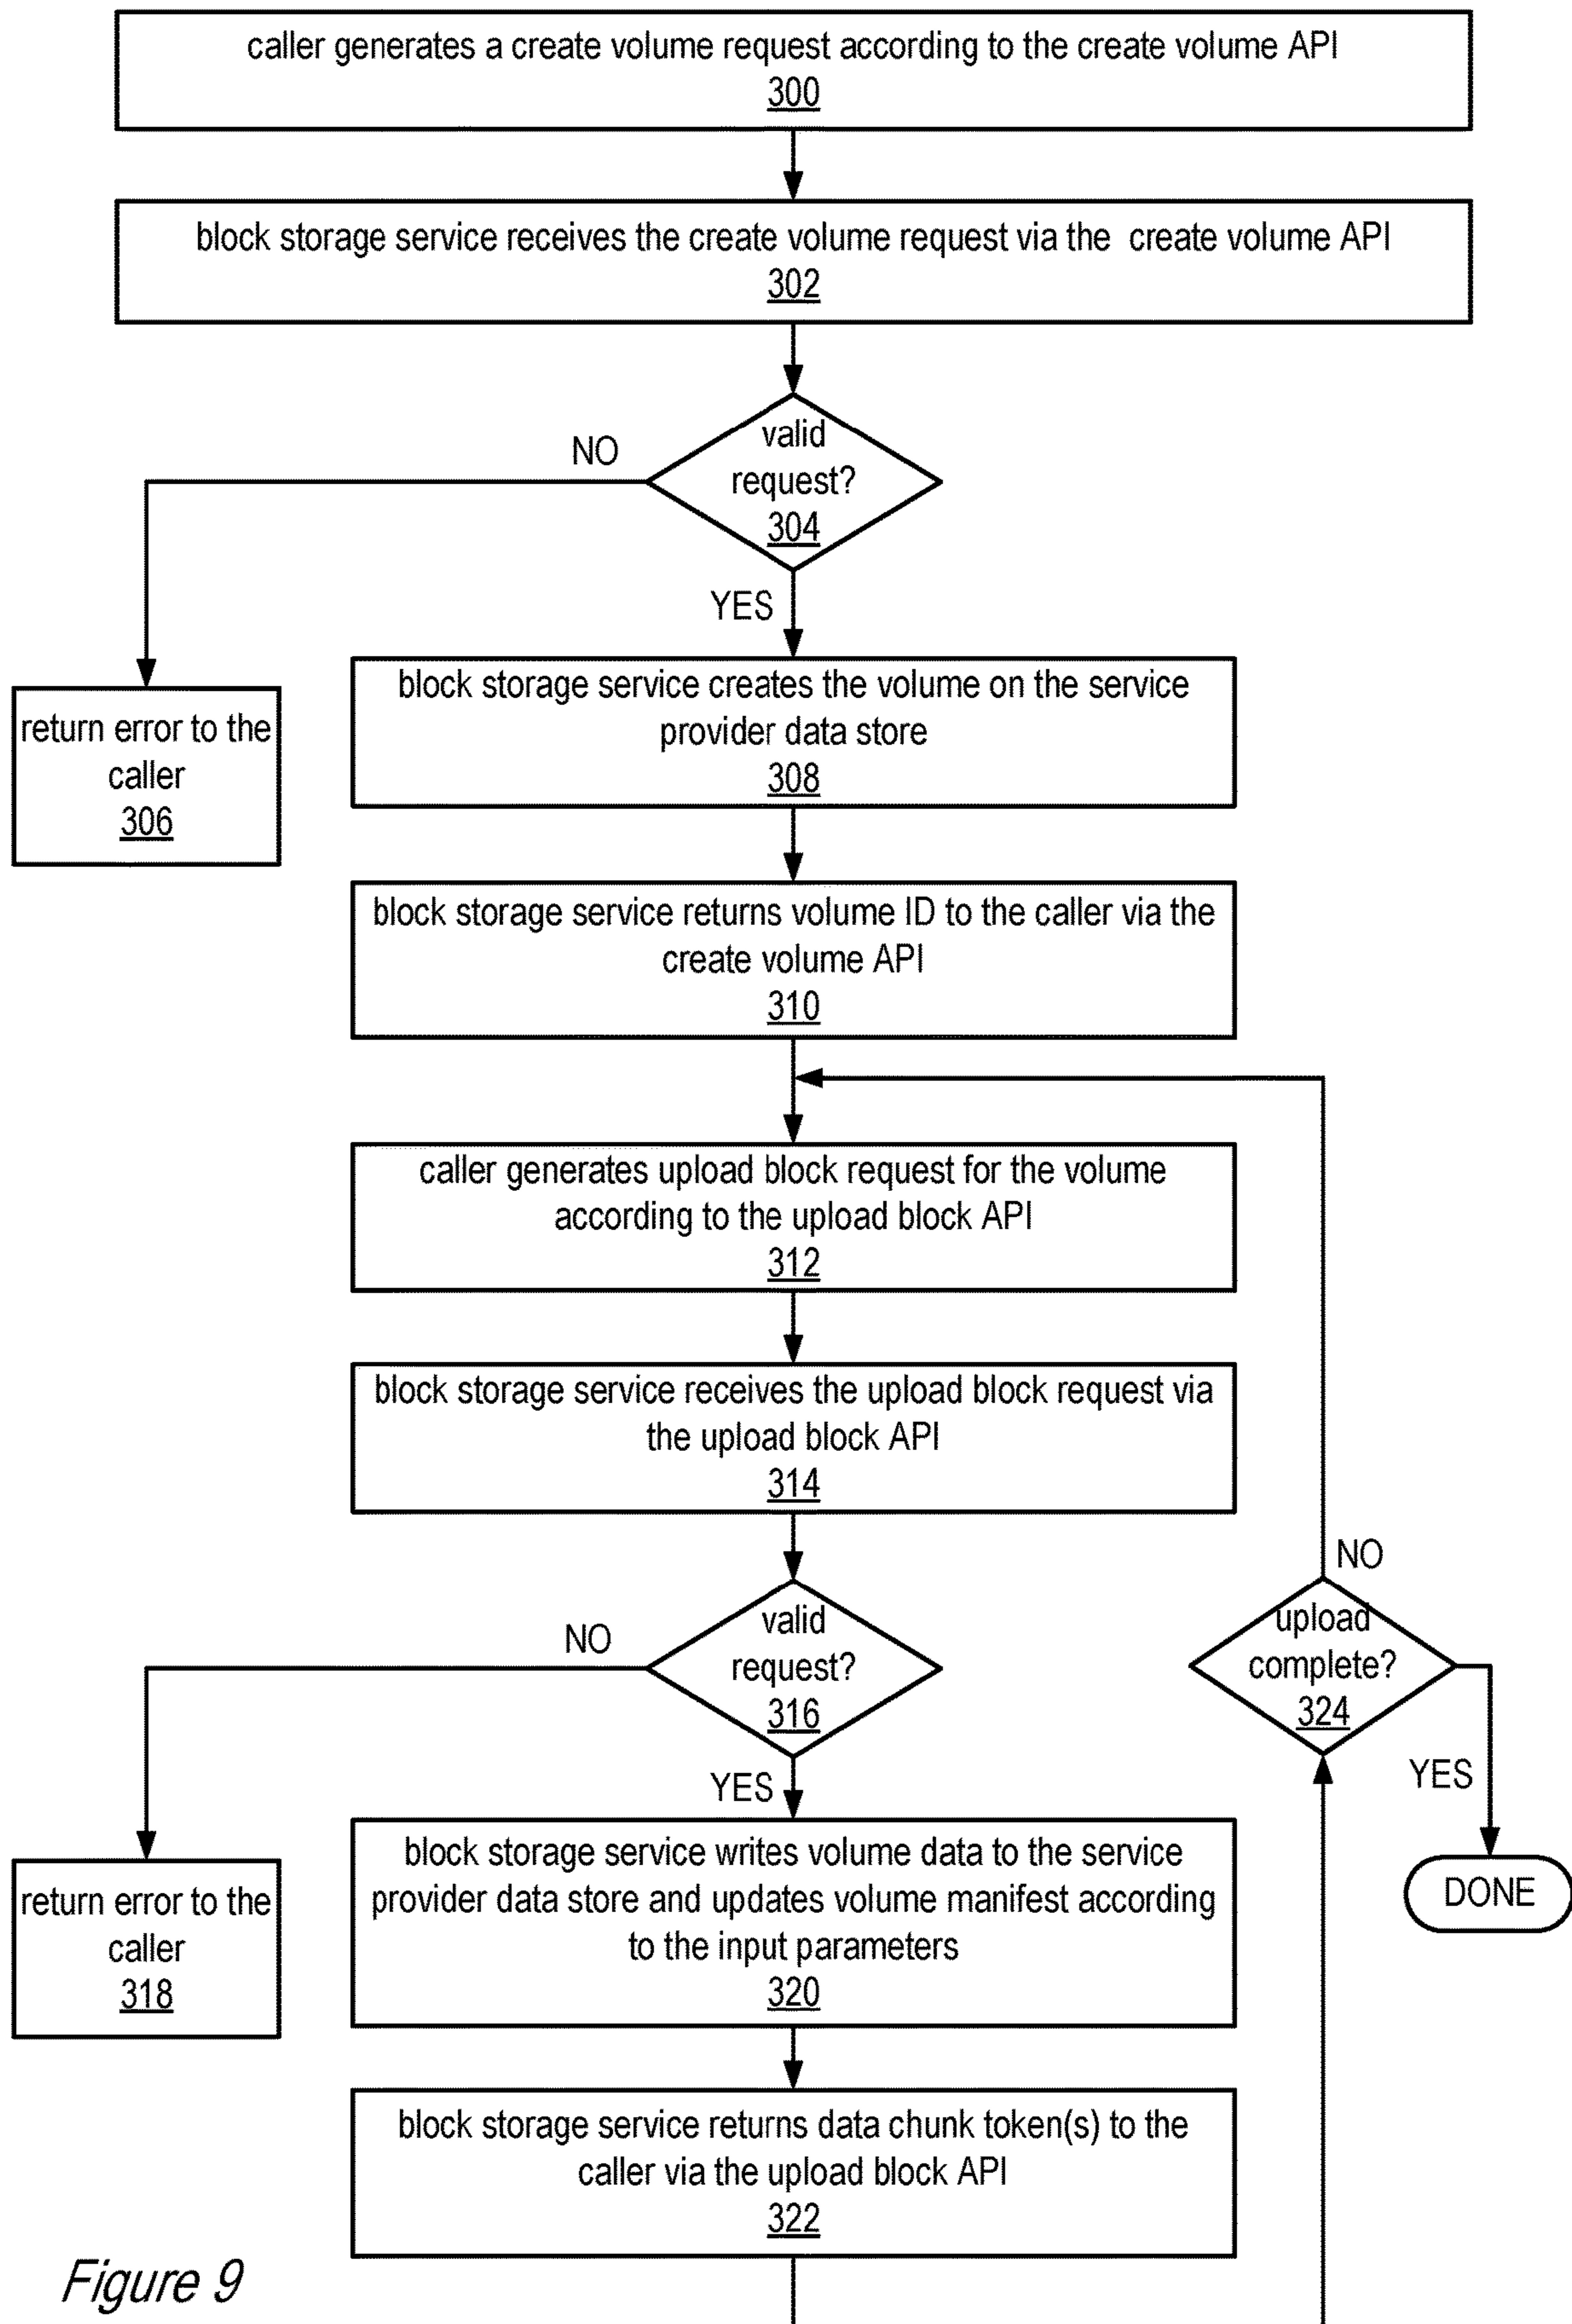 caller generates a create volume request according to the create volume API
300
block storage service receives the create volume request via the create volume API
302
valid
request?
304
NO
YES
return error to the
caller
306
block storage service creates the volume on the service
provider data store
308
block storage service returns volume ID to the caller via the
create volume API
310
caller generates upload block request for the volume
according to the upload block API
312
block storage service receives the upload block request via
the upload block API
314
valid
request?
316
NO
YES
return error to the
caller
318
block storage service writes volume data to the service
provider data store and updates volume manifest according
to the input parameters
320
block storage service returns data chunk token(s) to the
caller via the upload block API
322
upload
complete?
324
NO
YES
DONE
Figure 9